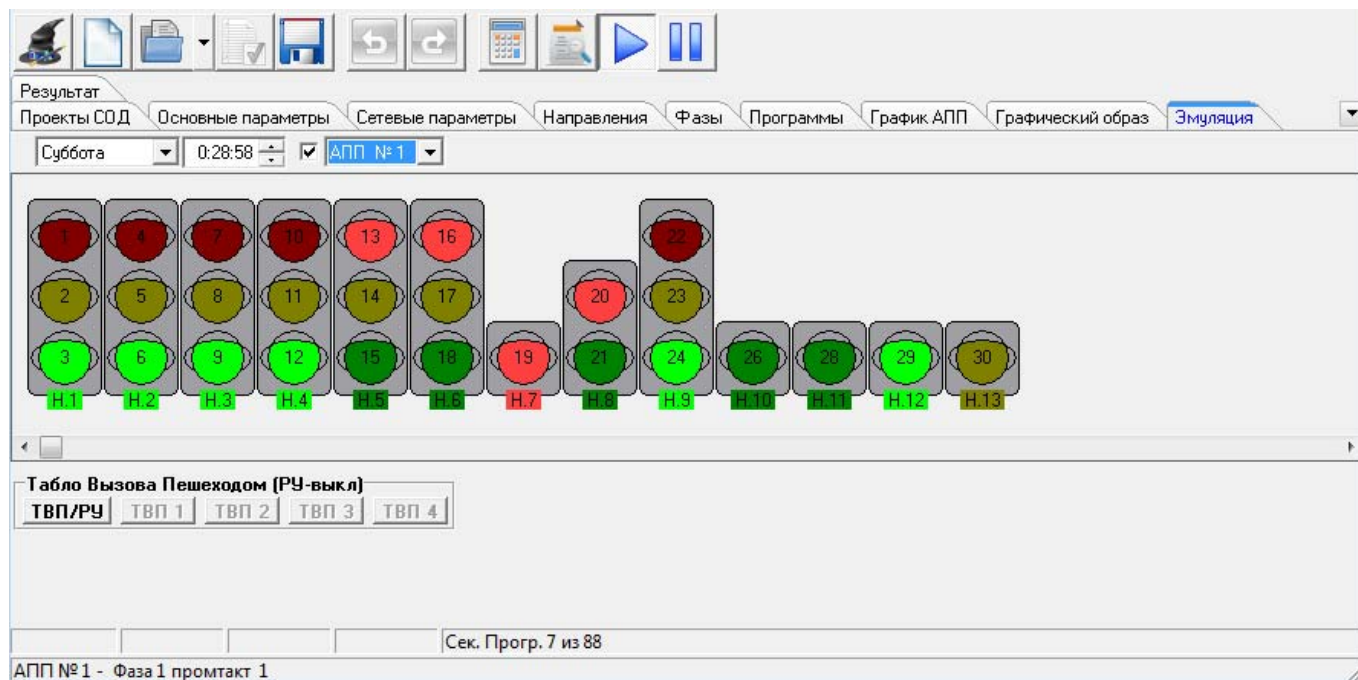 Результат
Проекты СОД Основные параметры Сетевые параметры Направления Фазы Программы График АПП Графический образ Эмуляция
Суббота 0:28:58 АПП №1
1 4 7 10 13 16 22
2 5 8 11 14 17 20 23
3 6 9 12 15 18 19 21 24 26 28 29 30
Н.1 Н.2 Н.3 Н.4 Н.5 Н.6 Н.7 Н.8 Н.9 Н.10 Н.11 Н.12 Н.13
Табло Вызова Пешеходом (РУ-выкл)
ТВП/РУ ТВП 1 ТВП 2 ТВП 3 ТВП 4
Сек. Прогр. 7 из 88
АПП №1 - Фаза 1 промтакт 1